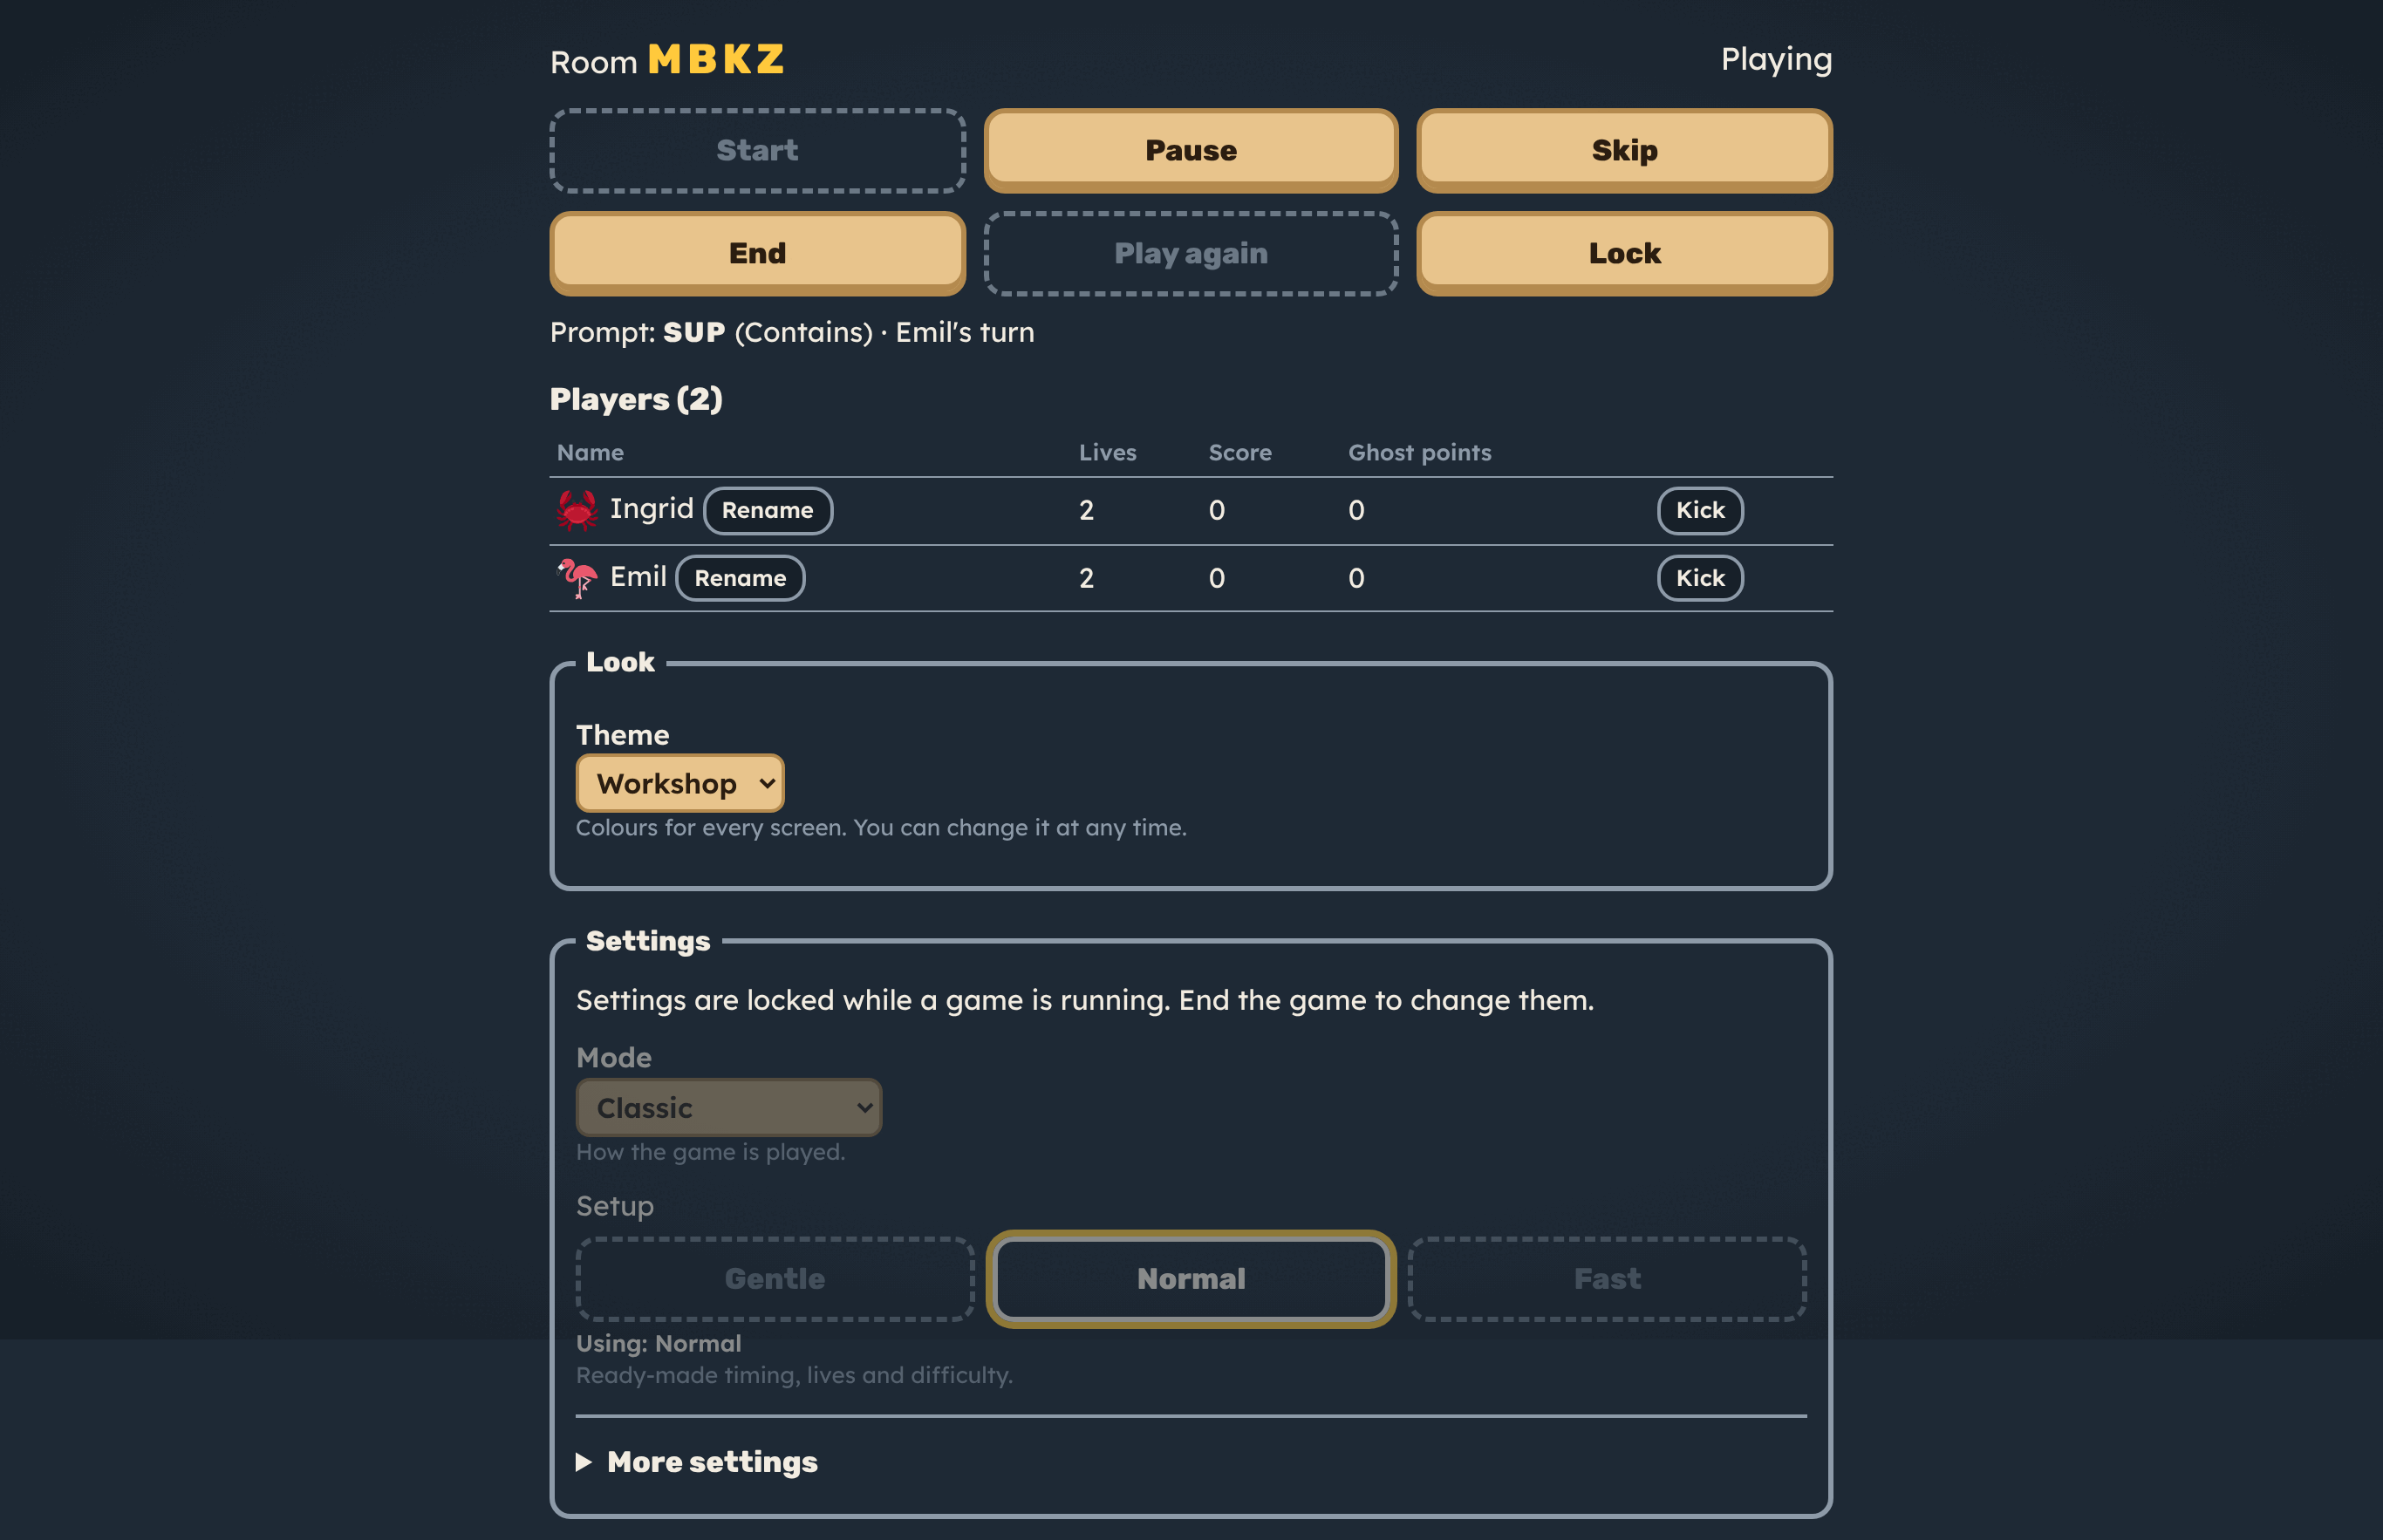 Room MBKZ Playing
Start Pause Skip
End Play again Lock
Prompt: SUP (Contains) · Emil's turn
Players (2)
Name Lives Score Ghost points
Ingrid Rename 2 0 0 Kick
Emil Rename 2 0 0 Kick
Look
Theme
Workshop
Colours for every screen. You can change it at any time.
Settings
Settings are locked while a game is running. End the game to change them.
Mode
Classic
How the game is played.
Setup
Gentle Normal Fast
Using: Normal
Ready-made timing, lives and difficulty.
More settings